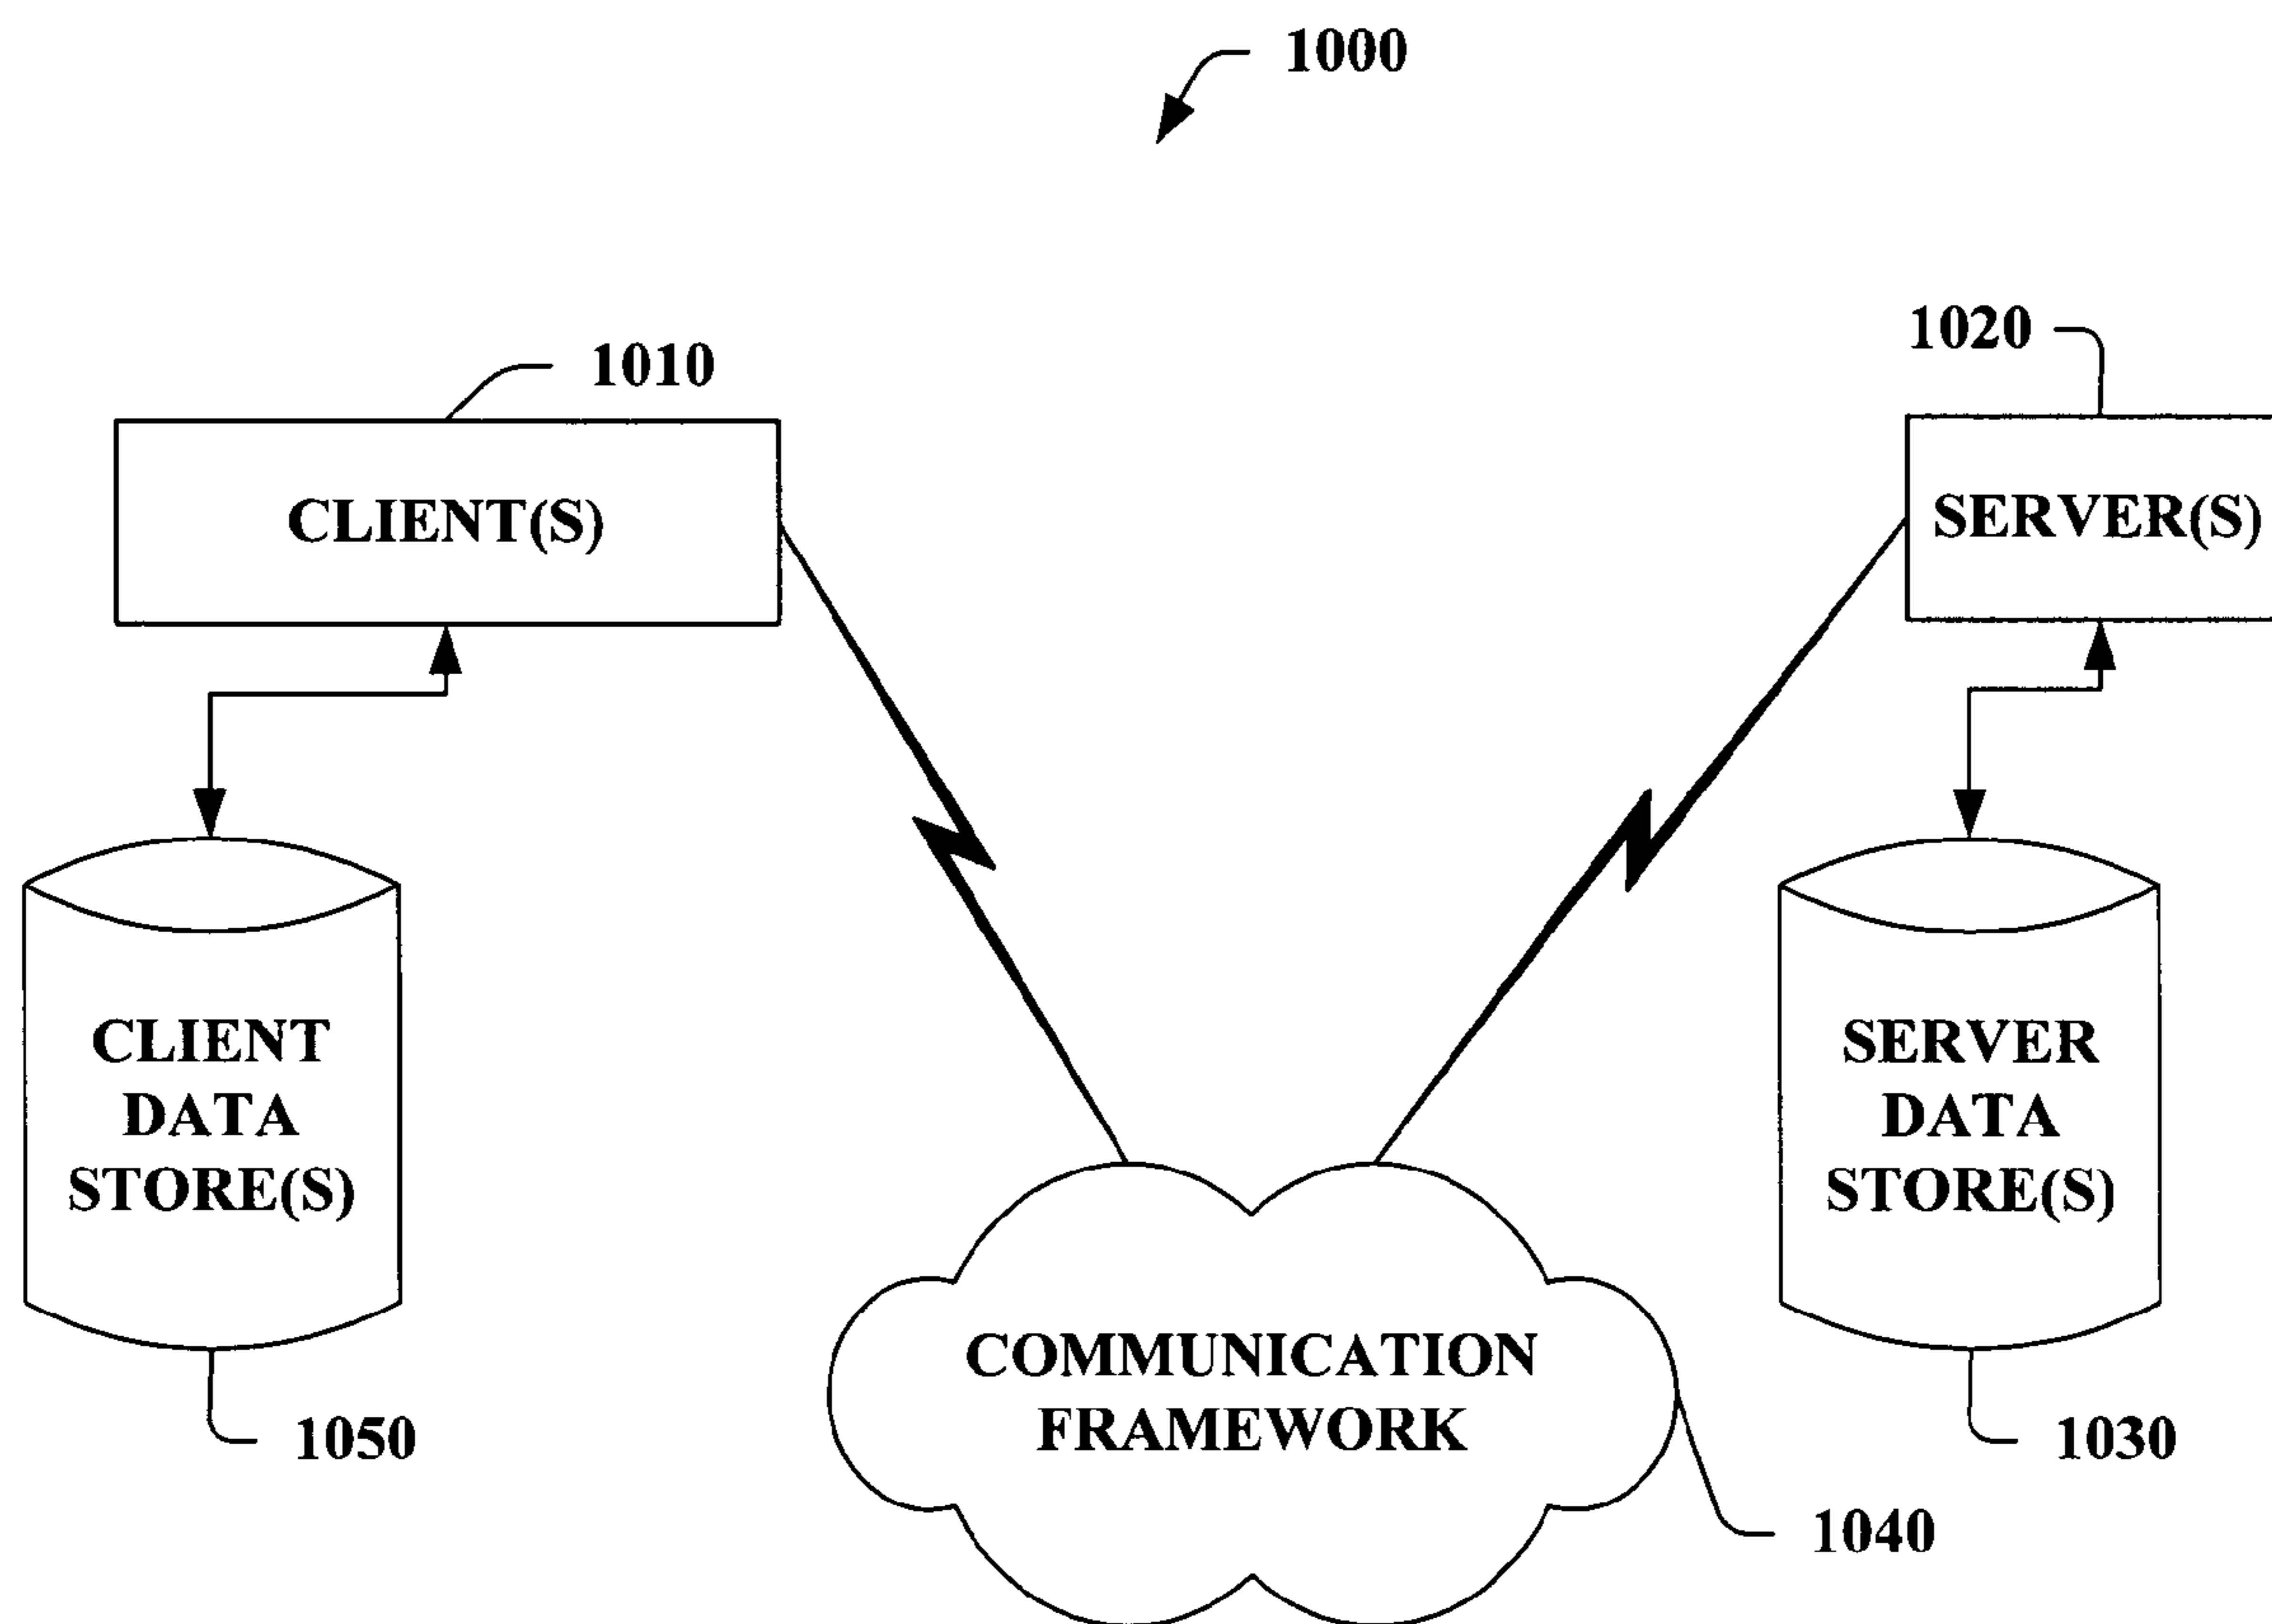 1000
1010
1020
CLIENT(S)
SERVER(S)
CLIENT
DATA
STORE(S)
SERVER
DATA
STORE(S)
COMMUNICATION
FRAMEWORK
1050
1030
1040